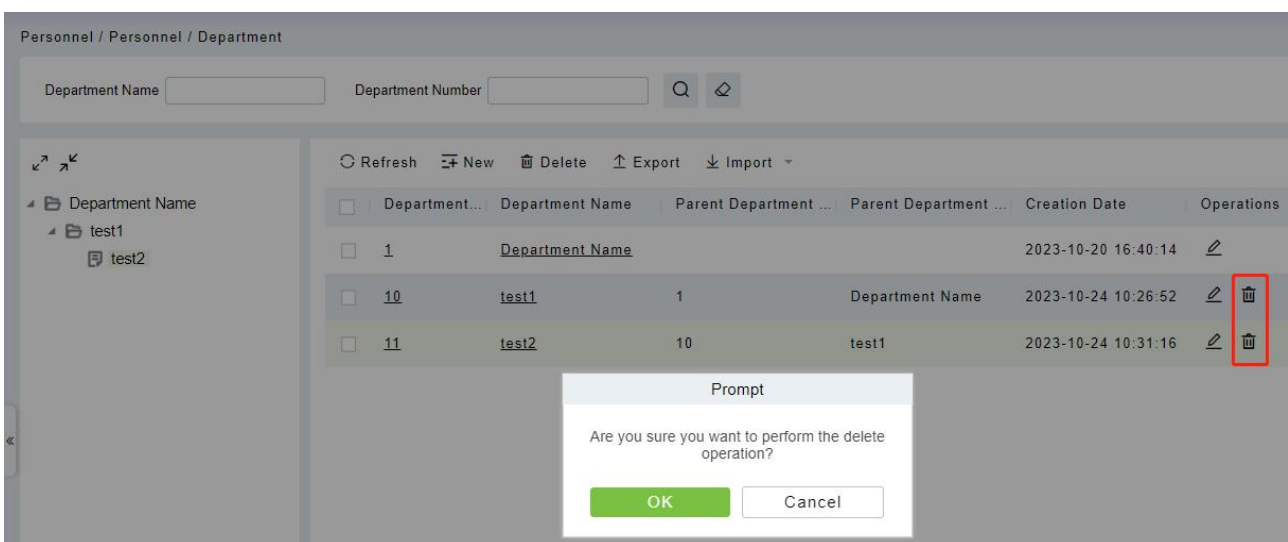 Personnel / Personnel / Department
Department Name Department Number
Refresh New Delete Export Import
Department Name
test1
test2
Department... Department Name Parent Department ... Parent Department ... Creation Date Operations
1 Department Name 2023-10-20 16:40:14
10 test1 1 Department Name 2023-10-24 10:26:52
11 test2 10 test1 2023-10-24 10:31:16
Prompt
Are you sure you want to perform the delete
operation?
OK Cancel